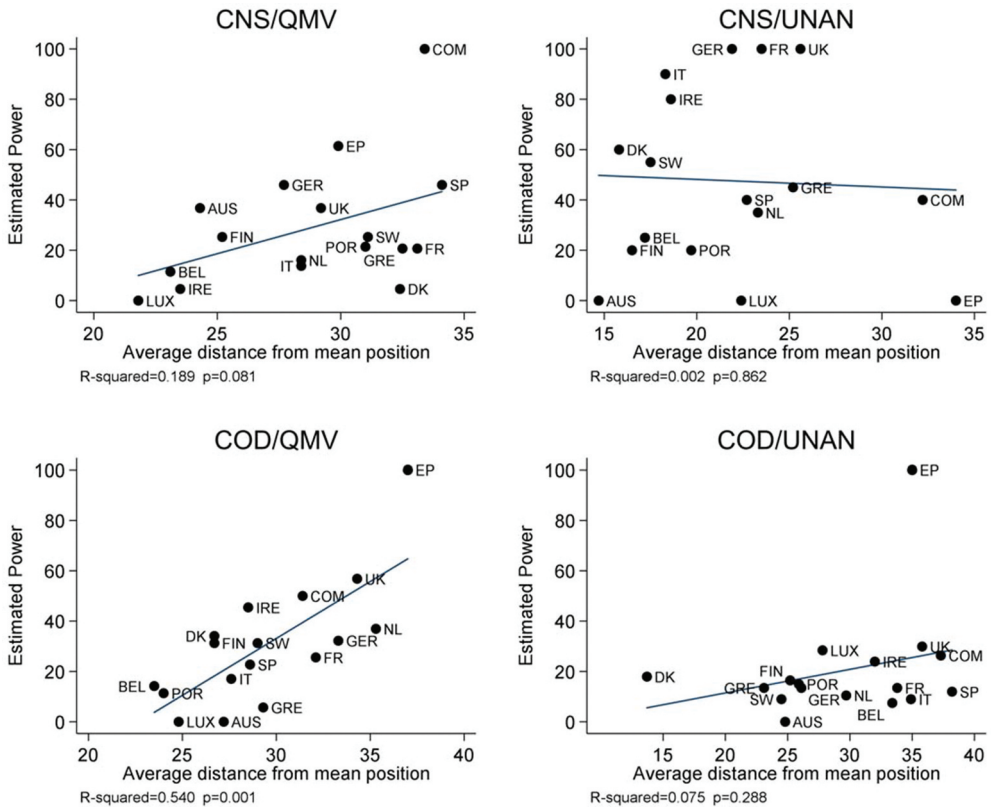 CNS/QMV
100
80
60
40
20
0
Estimated Power
COM
EP
GER
SP
AUS
UK
FIN
SW
POR
GRE
FR
NL
IT
BEL
IRE
DK
LUX
20 25 30 35
Average distance from mean position
R-squared=0.189 p=0.081
CNS/UNAN
100
80
60
40
20
0
Estimated Power
GER
FR
UK
IT
IRE
DK
SW
GRE
SP
COM
NL
BEL
FIN
POR
AUS
LUX
EP
15 20 25 30 35
Average distance from mean position
R-squared=0.002 p=0.862
COD/QMV
100
80
60
40
20
0
Estimated Power
EP
UK
COM
IRE
NL
DK
FIN
SW
GER
FR
SP
IT
BEL
POR
GRE
LUX
AUS
20 25 30 35 40
Average distance from mean position
R-squared=0.540 p=0.001
COD/UNAN
100
80
60
40
20
0
Estimated Power
EP
UK
LUX
COM
IRE
DK
FIN
POR
GRE
FR
SP
NL
SW
GER
IT
BEL
AUS
15 20 25 30 35 40
Average distance from mean position
R-squared=0.075 p=0.288